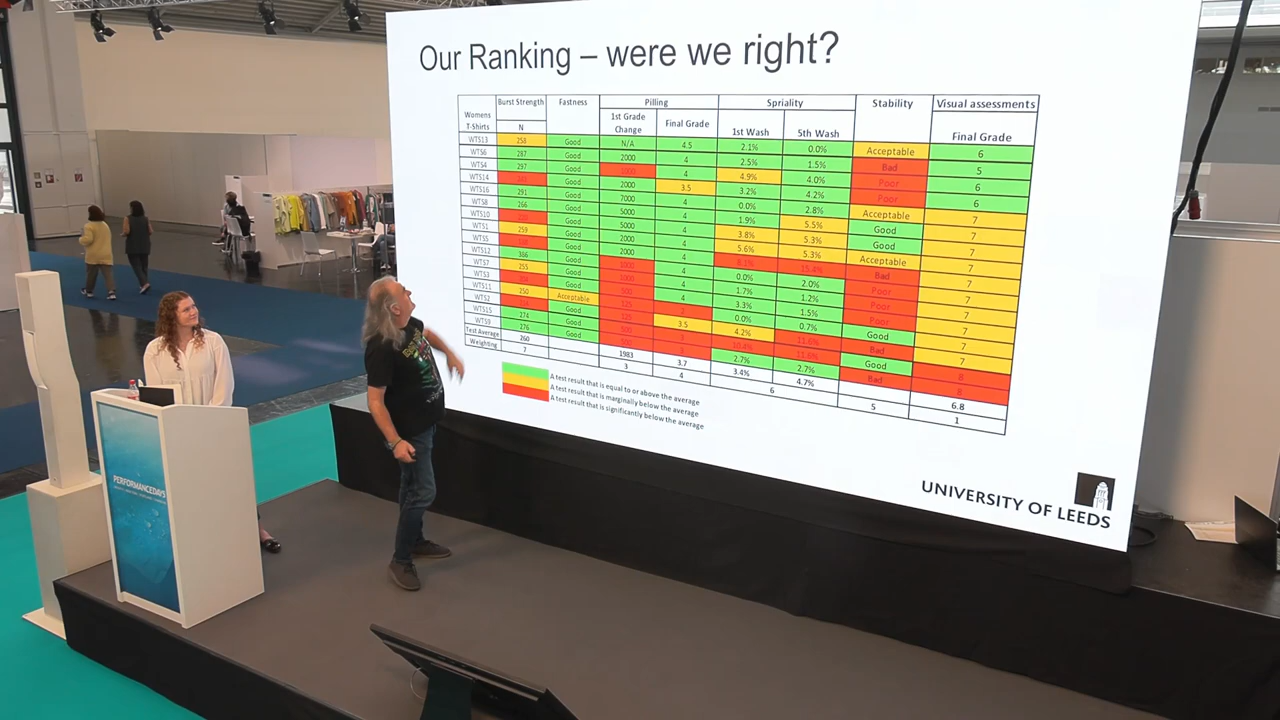 Our Ranking – were we right?
Womens T-Shirts Burst Strength Fastness Pilling Spriality Stability Visual assessments
N 1st Grade Change Final Grade 1st Wash 5th Wash Final Grade
WTS13 258 Good N/A 4.5 2.1% 0.0% Acceptable 6
WTS6 287 Good 2000 4 2.5% 1.5% Bad 5
WTS4 297 Good 4 4.9% 4.0% Poor 6
WTS14 Good 2000 3.5 3.2% 4.2% Poor 6
WTS16 291 Good 7000 4 0.0% 2.8% Acceptable 7
WTS8 266 Good 5000 4 1.9% 5.5% Good 7
WTS10 Good 5000 4 3.8% 5.3% Good 7
WTS1 259 Good 2000 4 5.6% 5.3% Acceptable 7
WTS5 Good 2000 4 15.4% Bad 7
WTS12 386 Good 1000 4 0.0% 2.0% Poor 7
WTS7 255 Good 1000 4 1.7% 1.2% Poor 7
WTS3 Good 500 4 3.3% 1.5% Poor 7
WTS11 250 Acceptable 125 0.0% 0.7% Good 7
WTS2 Good 125 3.5 4.2% 11.6% Bad 7
WTS15 274 Good 500 Good 8
WTS9 276 Good 2.7% 2.7% Bad
Test Average 260 1983 3.7 3.4% 4.7% 6.8
Weighting 7 3 4 6 5 1
A test result that is equal to or above the average
A test result that is marginally below the average
A test result that is significantly below the average
UNIVERSITY OF LEEDS
PERFORMANCEDAYS